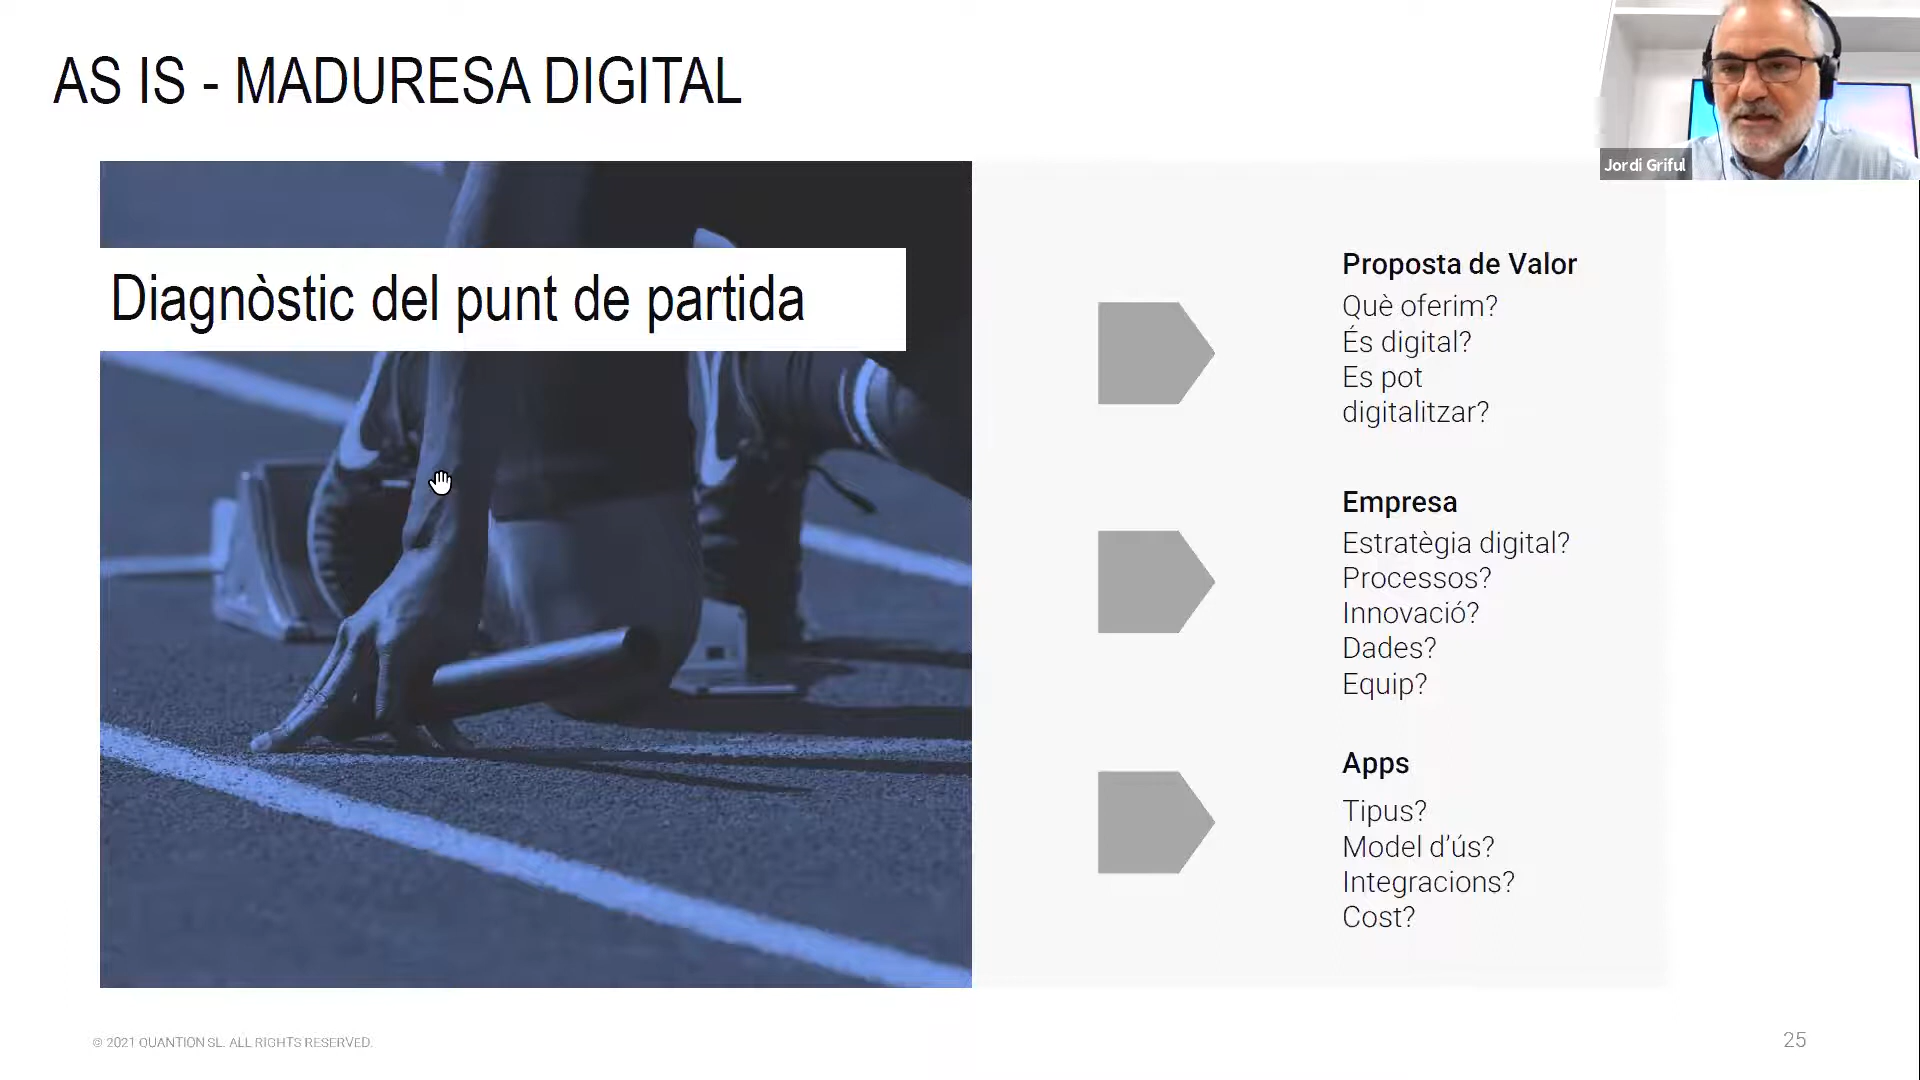 AS IS - MADURESA DIGITAL
Jordi Griful
Diagnòstic del punt de partida
Proposta de Valor
Què oferim?
És digital?
Es pot
digitalitzar?
Empresa
Estratègia digital?
Processos?
Innovació?
Dades?
Equip?
Apps
Tipus?
Model d’ús?
Integracions?
Cost?
© 2021 QUANTION SL. ALL RIGHTS RESERVED.
25